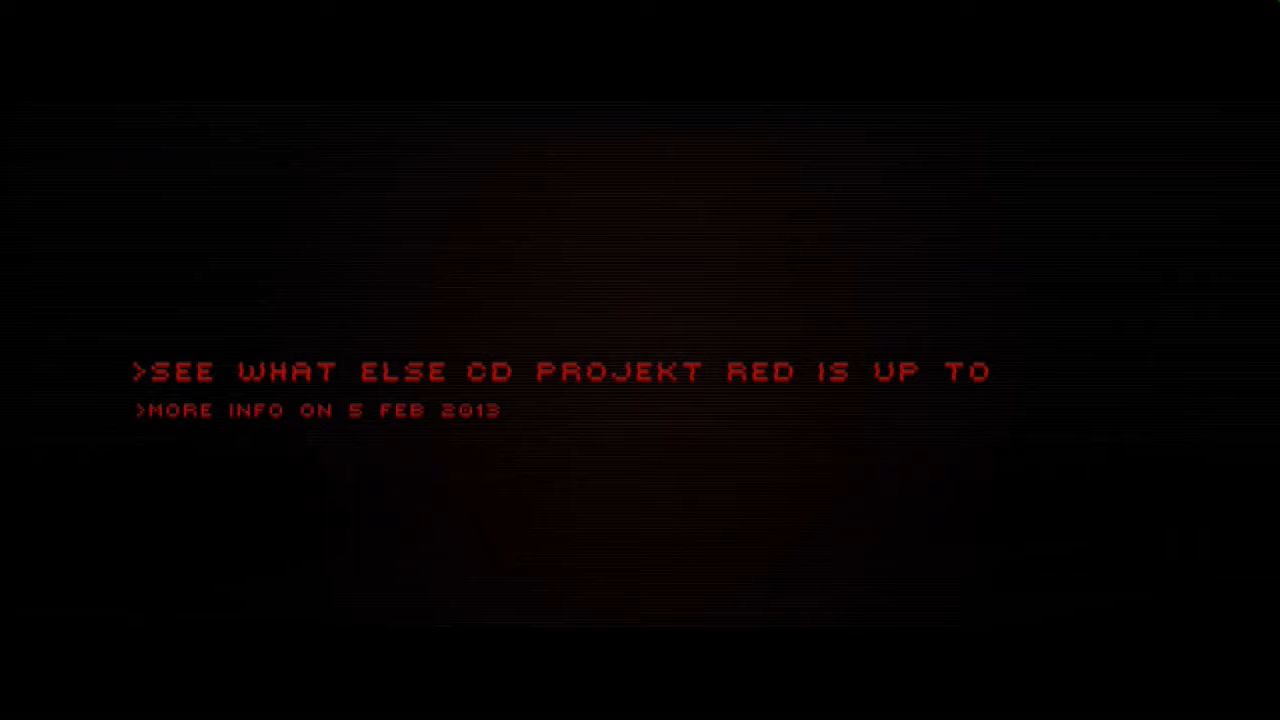 >SEE WHAT ELSE CD PROJEKT RED IS UP TO
>MORE INFO ON 5 FEB 2013